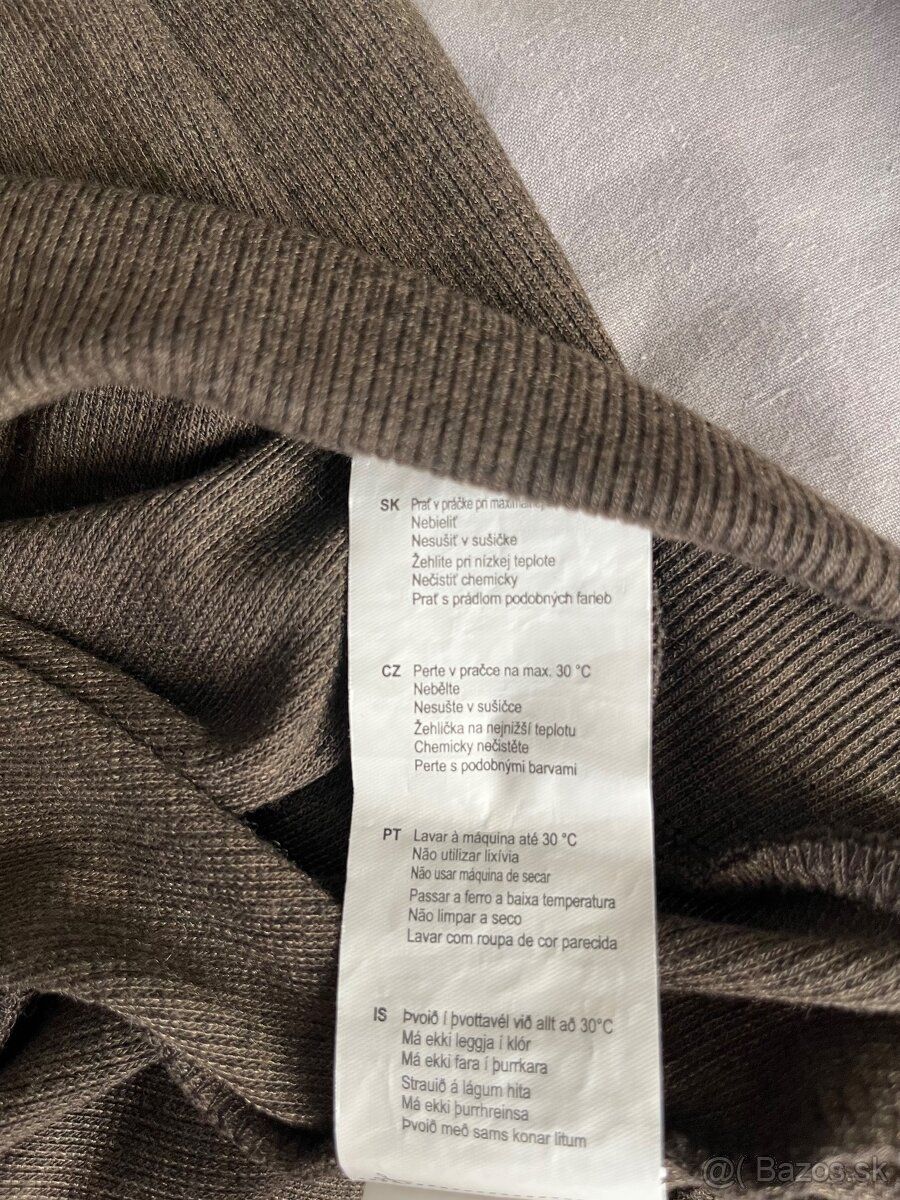 SK Prať v práčke pri
Nebieliť
Nesušiť v sušičke
Žehlite pri nízkej teplote
Nečistiť chemicky
Prať s prádlom podobných farieb
CZ Perte v pračce na max. 30 °C
Nebělte
Nesušte v sušičce
Žehlička na nejnižší teplotu
Chemicky nečistěte
Perte s podobnými barvami
PT Lavar à máquina até 30 °C
Não utilizar lixívia
Não usar máquina de secar
Passar a ferro a baixa temperatura
Não limpar a seco
Lavar com roupa de cor parecida
IS Þvoið í þvottavél við allt að 30°C
Má ekki leggja í klór
Má ekki fara í þurrkara
Strauið á lágum hita
Má ekki þurrhreinsa
Þvoið með sams konar litum
@( Bazos.sk